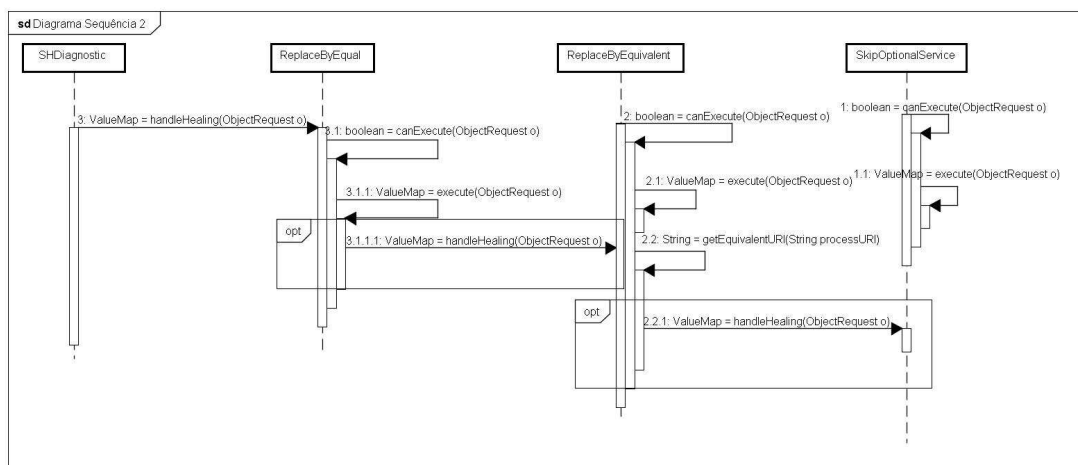 sd Diagrama Sequência 2
SHDiagnostic
ReplaceByEqual
ReplaceByEquivalent
SkipOptionalService
1: boolean = canExecute(ObjectRequest o)
3: ValueMap = handleHealing(ObjectRequest o)
2: boolean = canExecute(ObjectRequest o)
3.1: boolean = canExecute(ObjectRequest o)
1.1: ValueMap = execute(ObjectRequest o)
2.1: ValueMap = execute(ObjectRequest o)
3.1.1: ValueMap = execute(ObjectRequest o)
opt
3.1.1.1: ValueMap = handleHealing(ObjectRequest o)
2.2: String = getEquivalentURI(String processURI)
opt
2.2.1: ValueMap = handleHealing(ObjectRequest o)